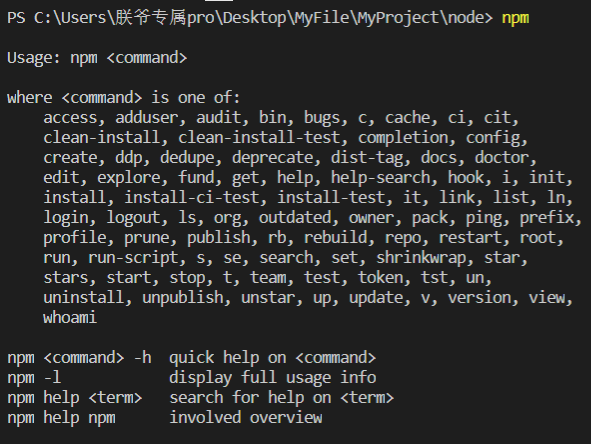 PS C:\Users\朕爷专属pro\Desktop\MyFile\MyProject\node> npm
Usage: npm <command>
where <command> is one of:
access, adduser, audit, bin, bugs, c, cache, ci, cit,
clean-install, clean-install-test, completion, config,
create, ddp, dedupe, deprecate, dist-tag, docs, doctor,
edit, explore, fund, get, help, help-search, hook, i, init,
install, install-ci-test, install-test, it, link, list, ln,
login, logout, ls, org, outdated, owner, pack, ping, prefix,
profile, prune, publish, rb, rebuild, repo, restart, root,
run, run-script, s, se, search, set, shrinkwrap, star,
stars, start, stop, t, team, test, token, tst, un,
uninstall, unpublish, unstar, up, update, v, version, view,
whoami
npm <command> -h  quick help on <command>
npm -l            display full usage info
npm help <term>   search for help on <term>
npm help npm      involved overview